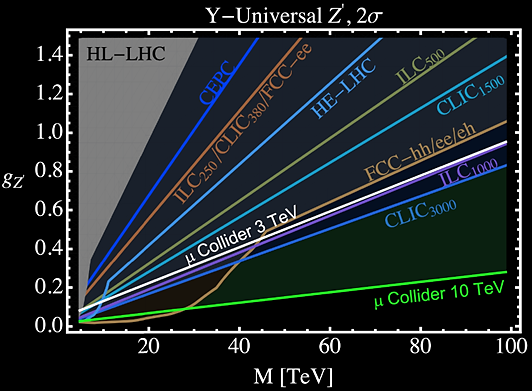 Y−Universal Z′, 2σ
HL−LHC
CEPC
ILC250/CLIC380/FCC−ee
HE−LHC
ILC500
CLIC1500
FCC−hh/ee/eh
ILC1000
CLIC3000
μ Collider 3 TeV
μ Collider 10 TeV
gZ′
1.4
1.2
1.0
0.8
0.6
0.4
0.2
0.0
20
40
60
80
100
M [TeV]